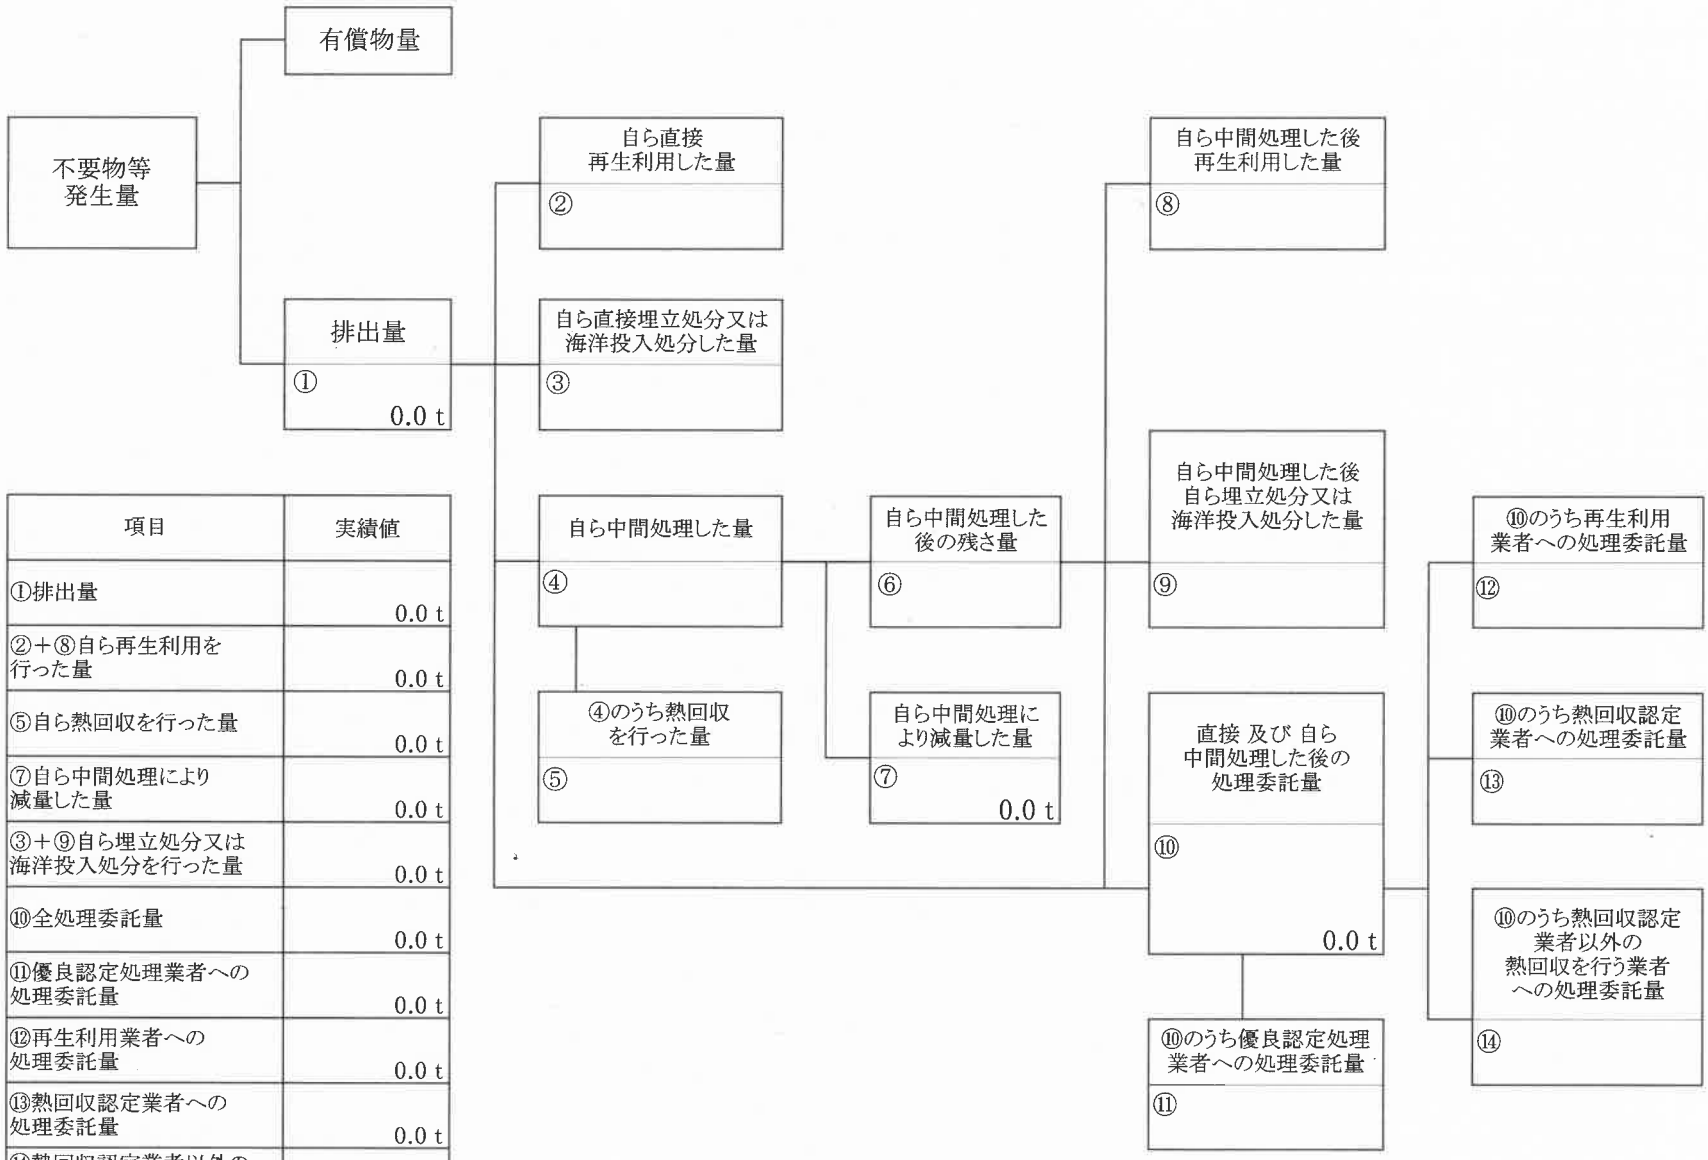 有償物量
不要物等
発生量
排出量
①
0.0 t
自ら直接
再生利用した量
②
自ら直接埋立処分又は
海洋投入処分した量
③
自ら中間処理した量
④
④のうち熱回収
を行った量
⑤
自ら中間処理した
後の残さ量
⑥
自ら中間処理に
より減量した量
⑦
0.0 t
自ら中間処理した後
再生利用した量
⑧
自ら中間処理した後
自ら埋立処分又は
海洋投入処分した量
⑨
直接 及び 自ら
中間処理した後の
処理委託量
⑩
0.0 t
⑩のうち優良認定処理
業者への処理委託量
⑪
⑩のうち再生利用
業者への処理委託量
⑫
⑩のうち熱回収認定
業者への処理委託量
⑬
⑩のうち熱回収認定
業者以外の
熱回収を行う業者
への処理委託量
⑭
項目 実績値
①排出量
0.0 t
②＋⑧自ら再生利用を
行った量
0.0 t
⑤自ら熱回収を行った量
0.0 t
⑦自ら中間処理により
減量した量
0.0 t
③＋⑨自ら埋立処分又は
海洋投入処分を行った量
0.0 t
⑩全処理委託量
0.0 t
⑪優良認定処理業者への
処理委託量
0.0 t
⑫再生利用業者への
処理委託量
0.0 t
⑬熱回収認定業者への
処理委託量
0.0 t
⑭熱回収認定業者以外の